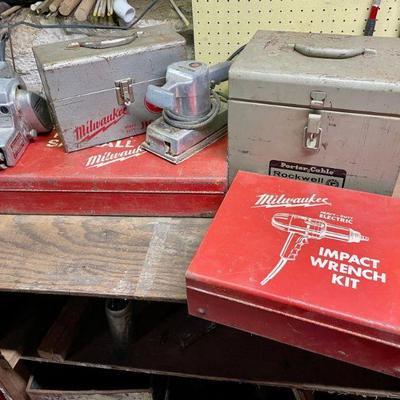 Milwaukee
Milwaukee
Porter-Cable
Rockwell
Milwaukee
ELECTRIC
IMPACT
WRENCH
KIT